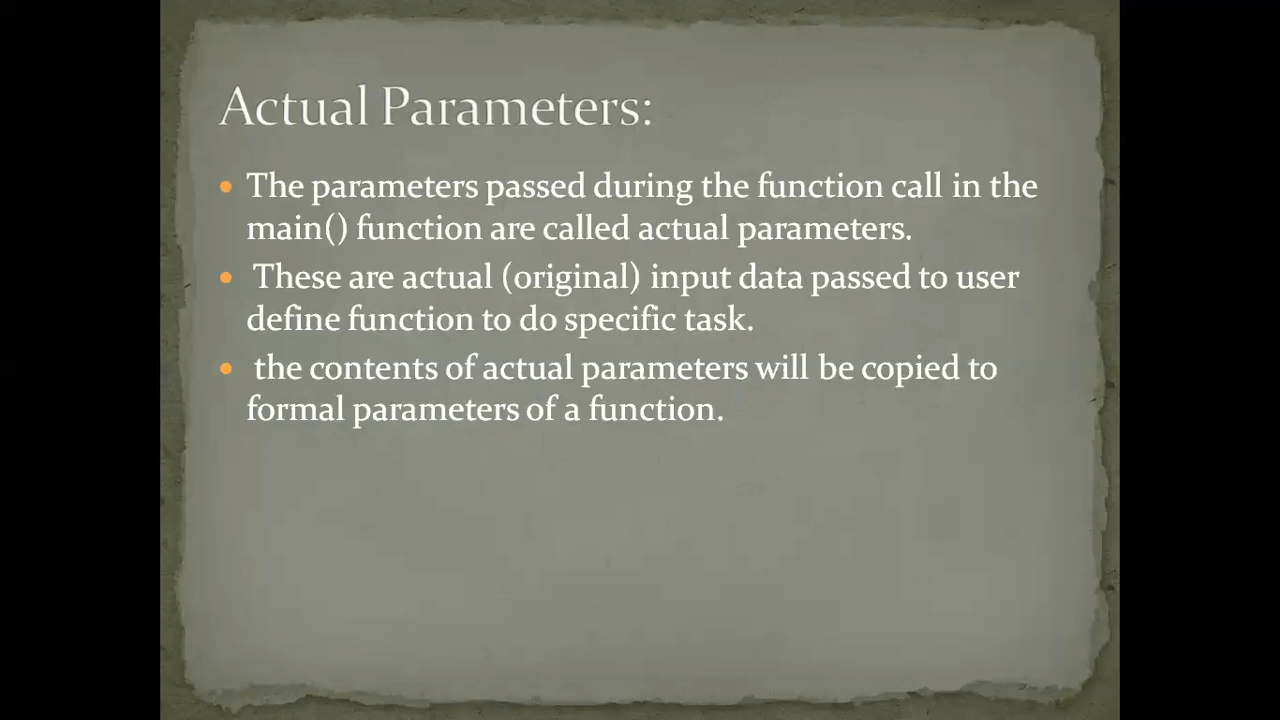 Actual Parameters:
• The parameters passed during the function call in the
main() function are called actual parameters.
• These are actual (original) input data passed to user
define function to do specific task.
• the contents of actual parameters will be copied to
formal parameters of a function.